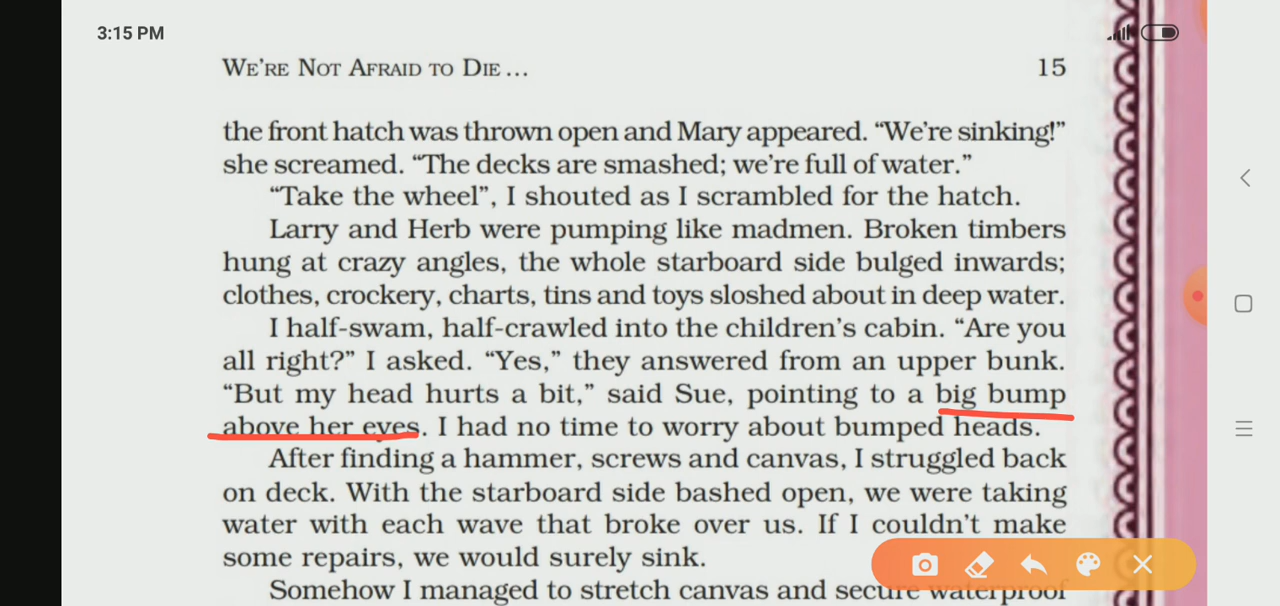 3:15 PM
WE'RE NOT AFRAID TO DIE... 15
the front hatch was thrown open and Mary appeared. “We're sinking!”
she screamed. “The decks are smashed; we're full of water.”
“Take the wheel”, I shouted as I scrambled for the hatch.
Larry and Herb were pumping like madmen. Broken timbers
hung at crazy angles, the whole starboard side bulged inwards;
clothes, crockery, charts, tins and toys sloshed about in deep water.
I half-swam, half-crawled into the children's cabin. “Are you
all right?” I asked. “Yes,” they answered from an upper bunk.
“But my head hurts a bit,” said Sue, pointing to a big bump
above her eyes. I had no time to worry about bumped heads.
After finding a hammer, screws and canvas, I struggled back
on deck. With the starboard side bashed open, we were taking
water with each wave that broke over us. If I couldn't make
some repairs, we would surely sink.
Somehow I managed to stretch canvas and secure waterproof